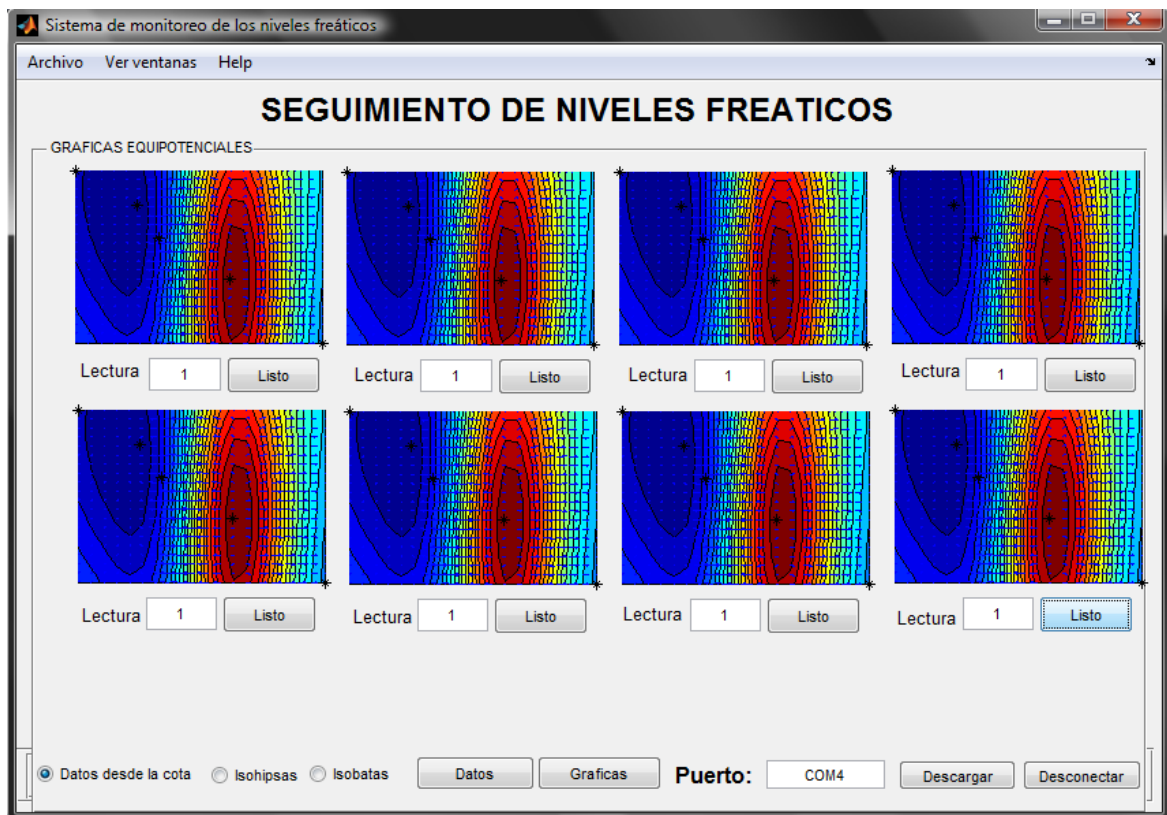 Sistema de monitoreo de los niveles freáticos
Archivo Ver ventanas Help
SEGUIMIENTO DE NIVELES FREATICOS
GRAFICAS EQUIPOTENCIALES
Lectura 1 Listo Lectura 1 Listo Lectura 1 Listo Lectura 1 Listo
Lectura 1 Listo Lectura 1 Listo Lectura 1 Listo Lectura 1 Listo
Datos desde la cota Isohipsas Isobatas Datos Graficas Puerto: COM4 Descargar Desconectar